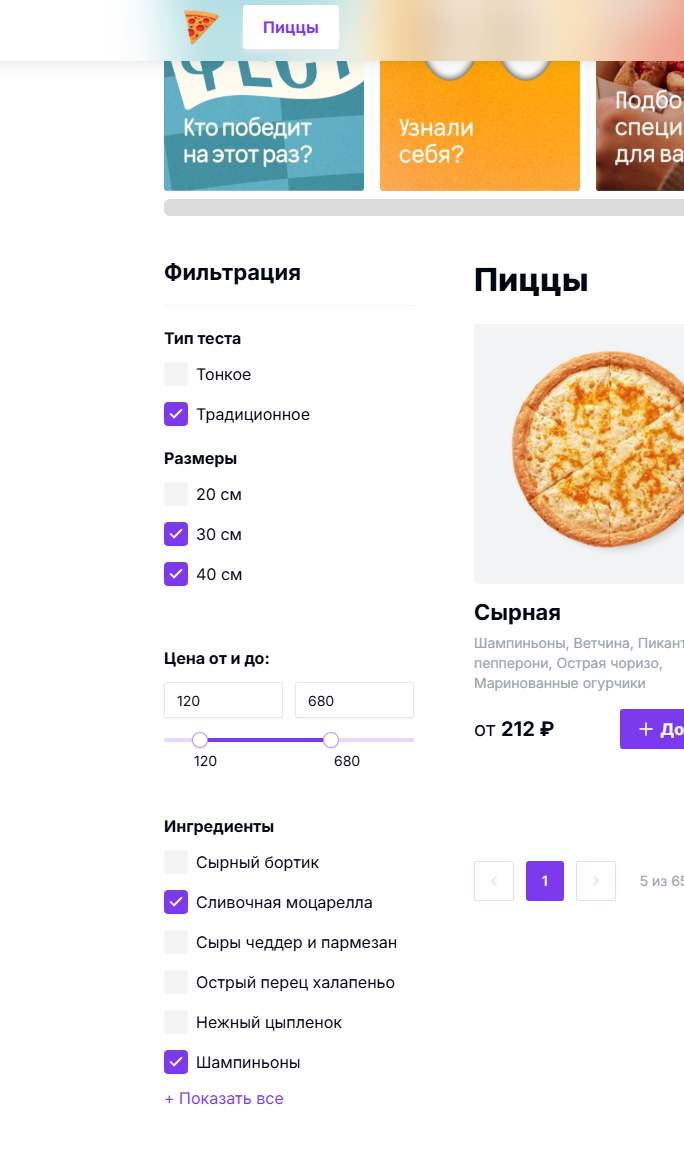 Пиццы
ФЕСТ
Кто победит
на этот раз?
Узнали
себя?
для ва
Фильтрация
Тип теста
Тонкое
Традиционное
Размеры
20 см
30 см
40 см
Цена от и до:
120
680
120
680
Ингредиенты
Сырный бортик
Сливочная моцарелла
Сыры чеддер и пармезан
Острый перец халапеньо
Нежный цыпленок
Шампиньоны
+ Показать все
Пиццы
Сырная
Шампиньоны, Ветчина, Пикант
пепперони, Острая чоризо,
Маринованные огурчики
от 212 ₽
+ До
1
5 из 65